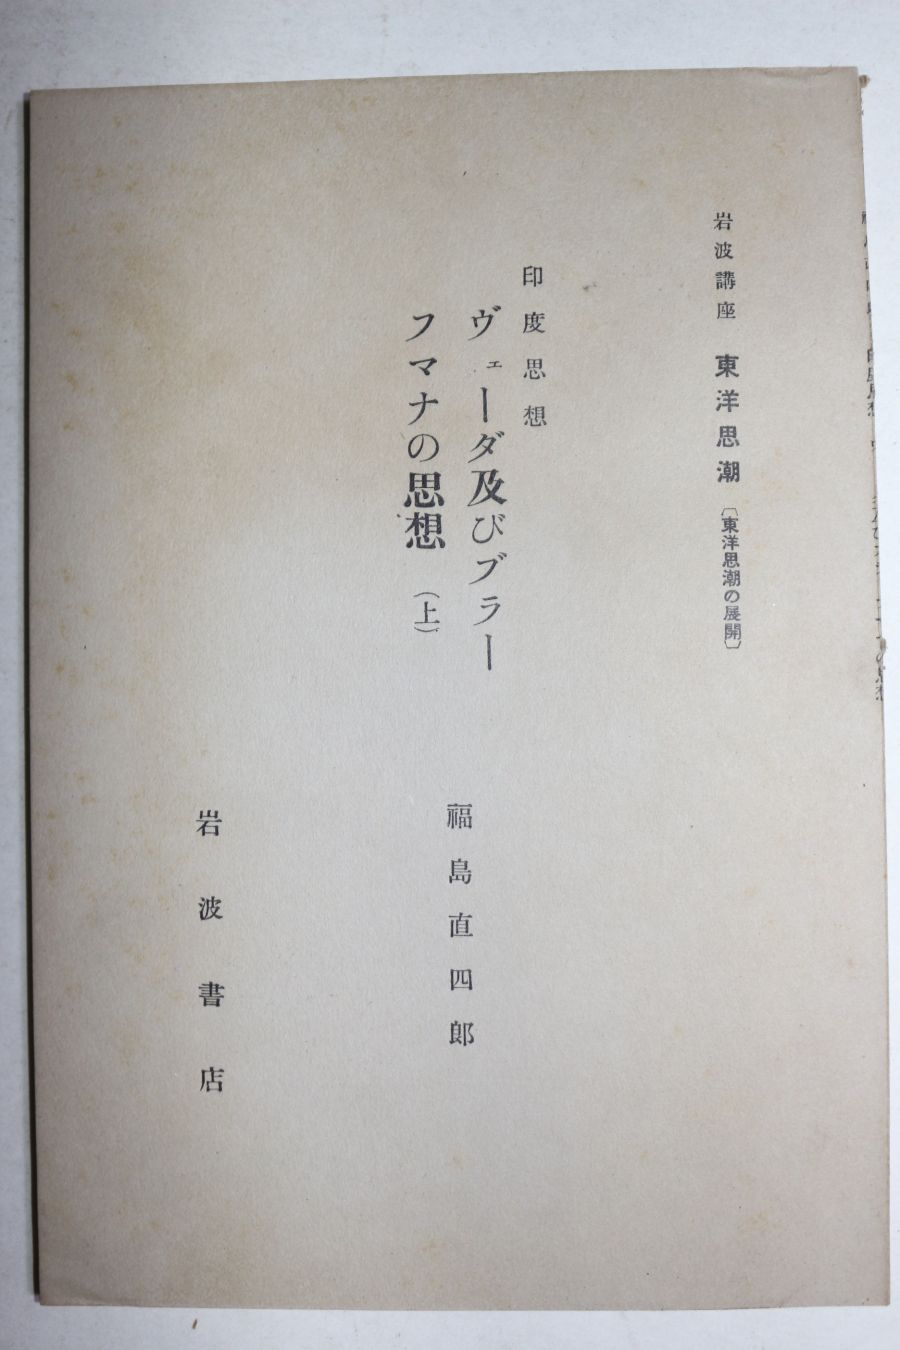 岩波講座 東洋思潮〔東洋思潮の展開〕
印度思想
ヴェーダ及びブラー
フマナの思想(上)
福島直四郎
岩波書店